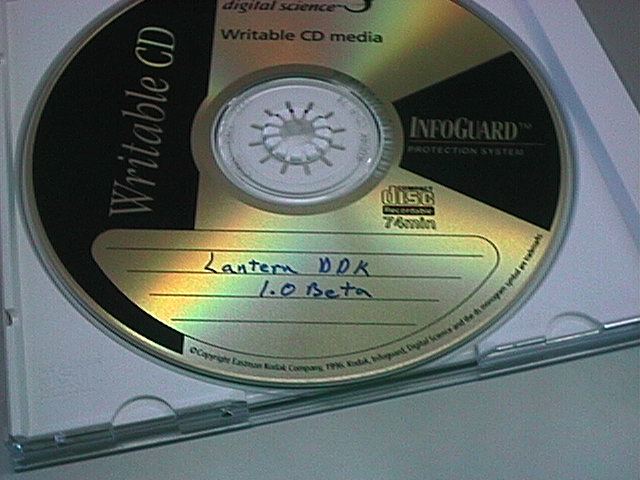 digital science
Writable CD media
Writable CD
INFOGUARD™
PROTECTION SYSTEM
COMPACT
disc
Recordable
74min
Lantern DDK
1.0 Beta
©Copyright Eastman Kodak Company, 1996. Kodak, Infoguard, Digital Science and the ds monogram symbol are trademarks